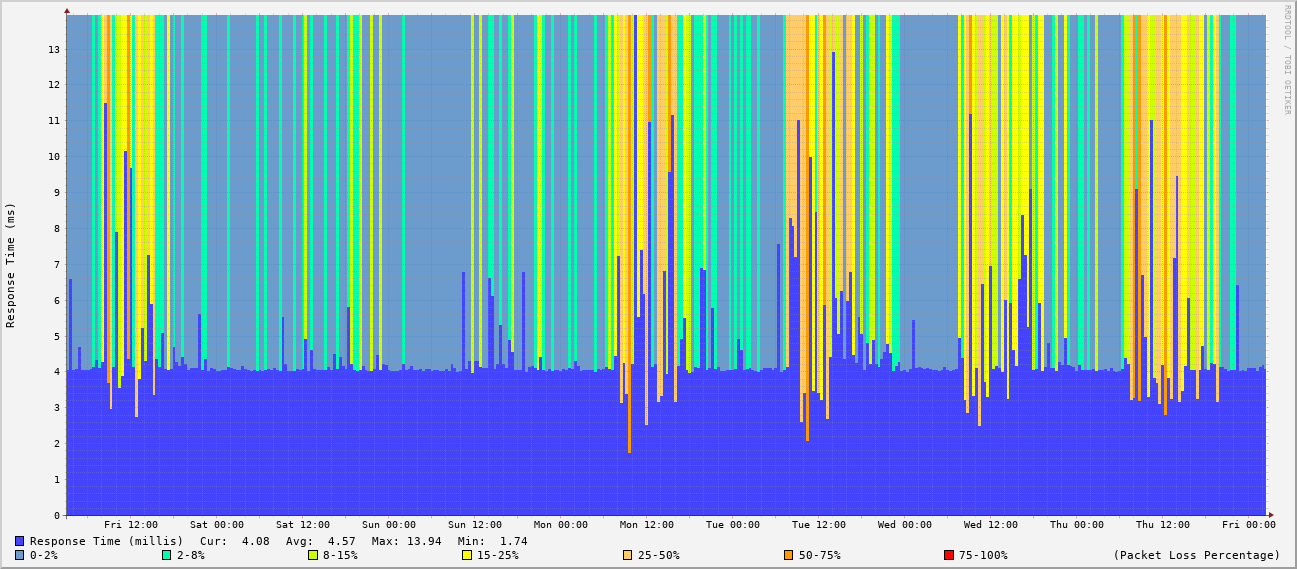 RRDTOOL / TOBI OETIKER
Response Time (ms)
13
12
11
10
9
8
7
6
5
4
3
2
1
0
Fri 12:00 Sat 00:00 Sat 12:00 Sun 00:00 Sun 12:00 Mon 00:00 Mon 12:00 Tue 00:00 Tue 12:00 Wed 00:00 Wed 12:00 Thu 00:00 Thu 12:00 Fri 00:00
Response Time (millis) Cur: 4.08 Avg: 4.57 Max: 13.94 Min: 1.74
0-2% 2-8% 8-15% 15-25% 25-50% 50-75% 75-100% (Packet Loss Percentage)